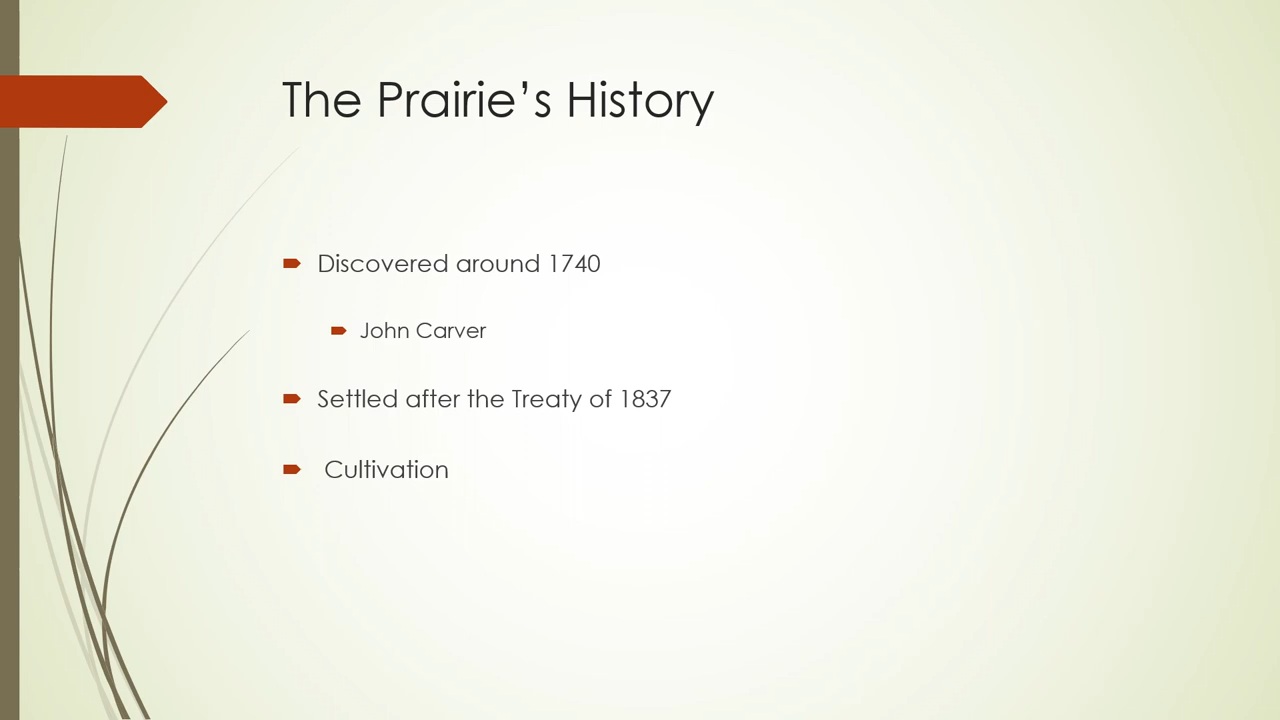 The Prairie’s History
Discovered around 1740
John Carver
Settled after the Treaty of 1837
Cultivation